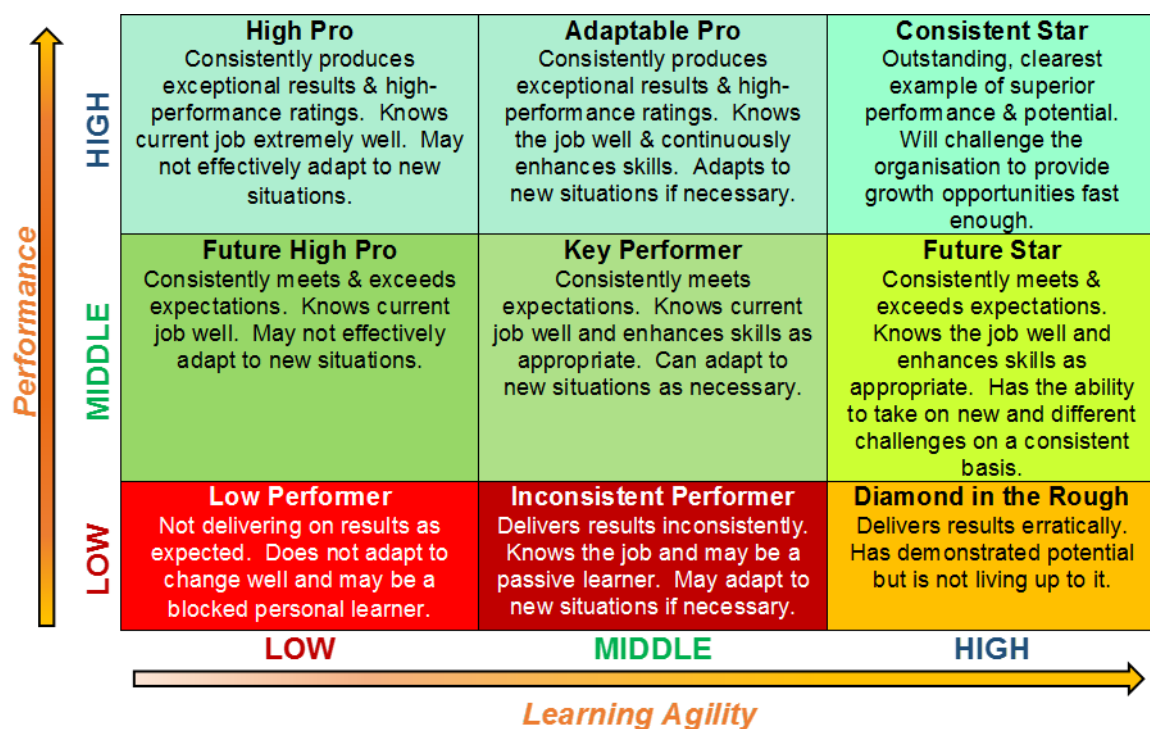 High Pro
Consistently produces
exceptional results & high-
performance ratings.  Knows
current job extremely well.  May
not effectively adapt to new
situations.
Adaptable Pro
Consistently produces
exceptional results & high-
performance ratings.  Knows
the job well & continuously
enhances skills.  Adapts to
new situations if necessary.
Consistent Star
Outstanding, clearest
example of superior
performance & potential.
Will challenge the
organisation to provide
growth opportunities fast
enough.
HIGH
Performance
Future High Pro
Consistently meets & exceeds
expectations.  Knows current
job well.  May not effectively
adapt to new situations.
Key Performer
Consistently meets
expectations.  Knows current
job well and enhances skills as
appropriate.  Can adapt to
new situations as necessary.
Future Star
Consistently meets &
exceeds expectations.
Knows the job well and
enhances skills as
appropriate.  Has the ability
to take on new and different
challenges on a consistent
basis.
MIDDLE
Low Performer
Not delivering on results as
expected.  Does not adapt to
change well and may be a
blocked personal learner.
Inconsistent Performer
Delivers results inconsistently.
Knows the job and may be a
passive learner.  May adapt to
new situations if necessary.
Diamond in the Rough
Delivers results erratically.
Has demonstrated potential
but is not living up to it.
LOW
LOW
MIDDLE
HIGH
Learning Agility